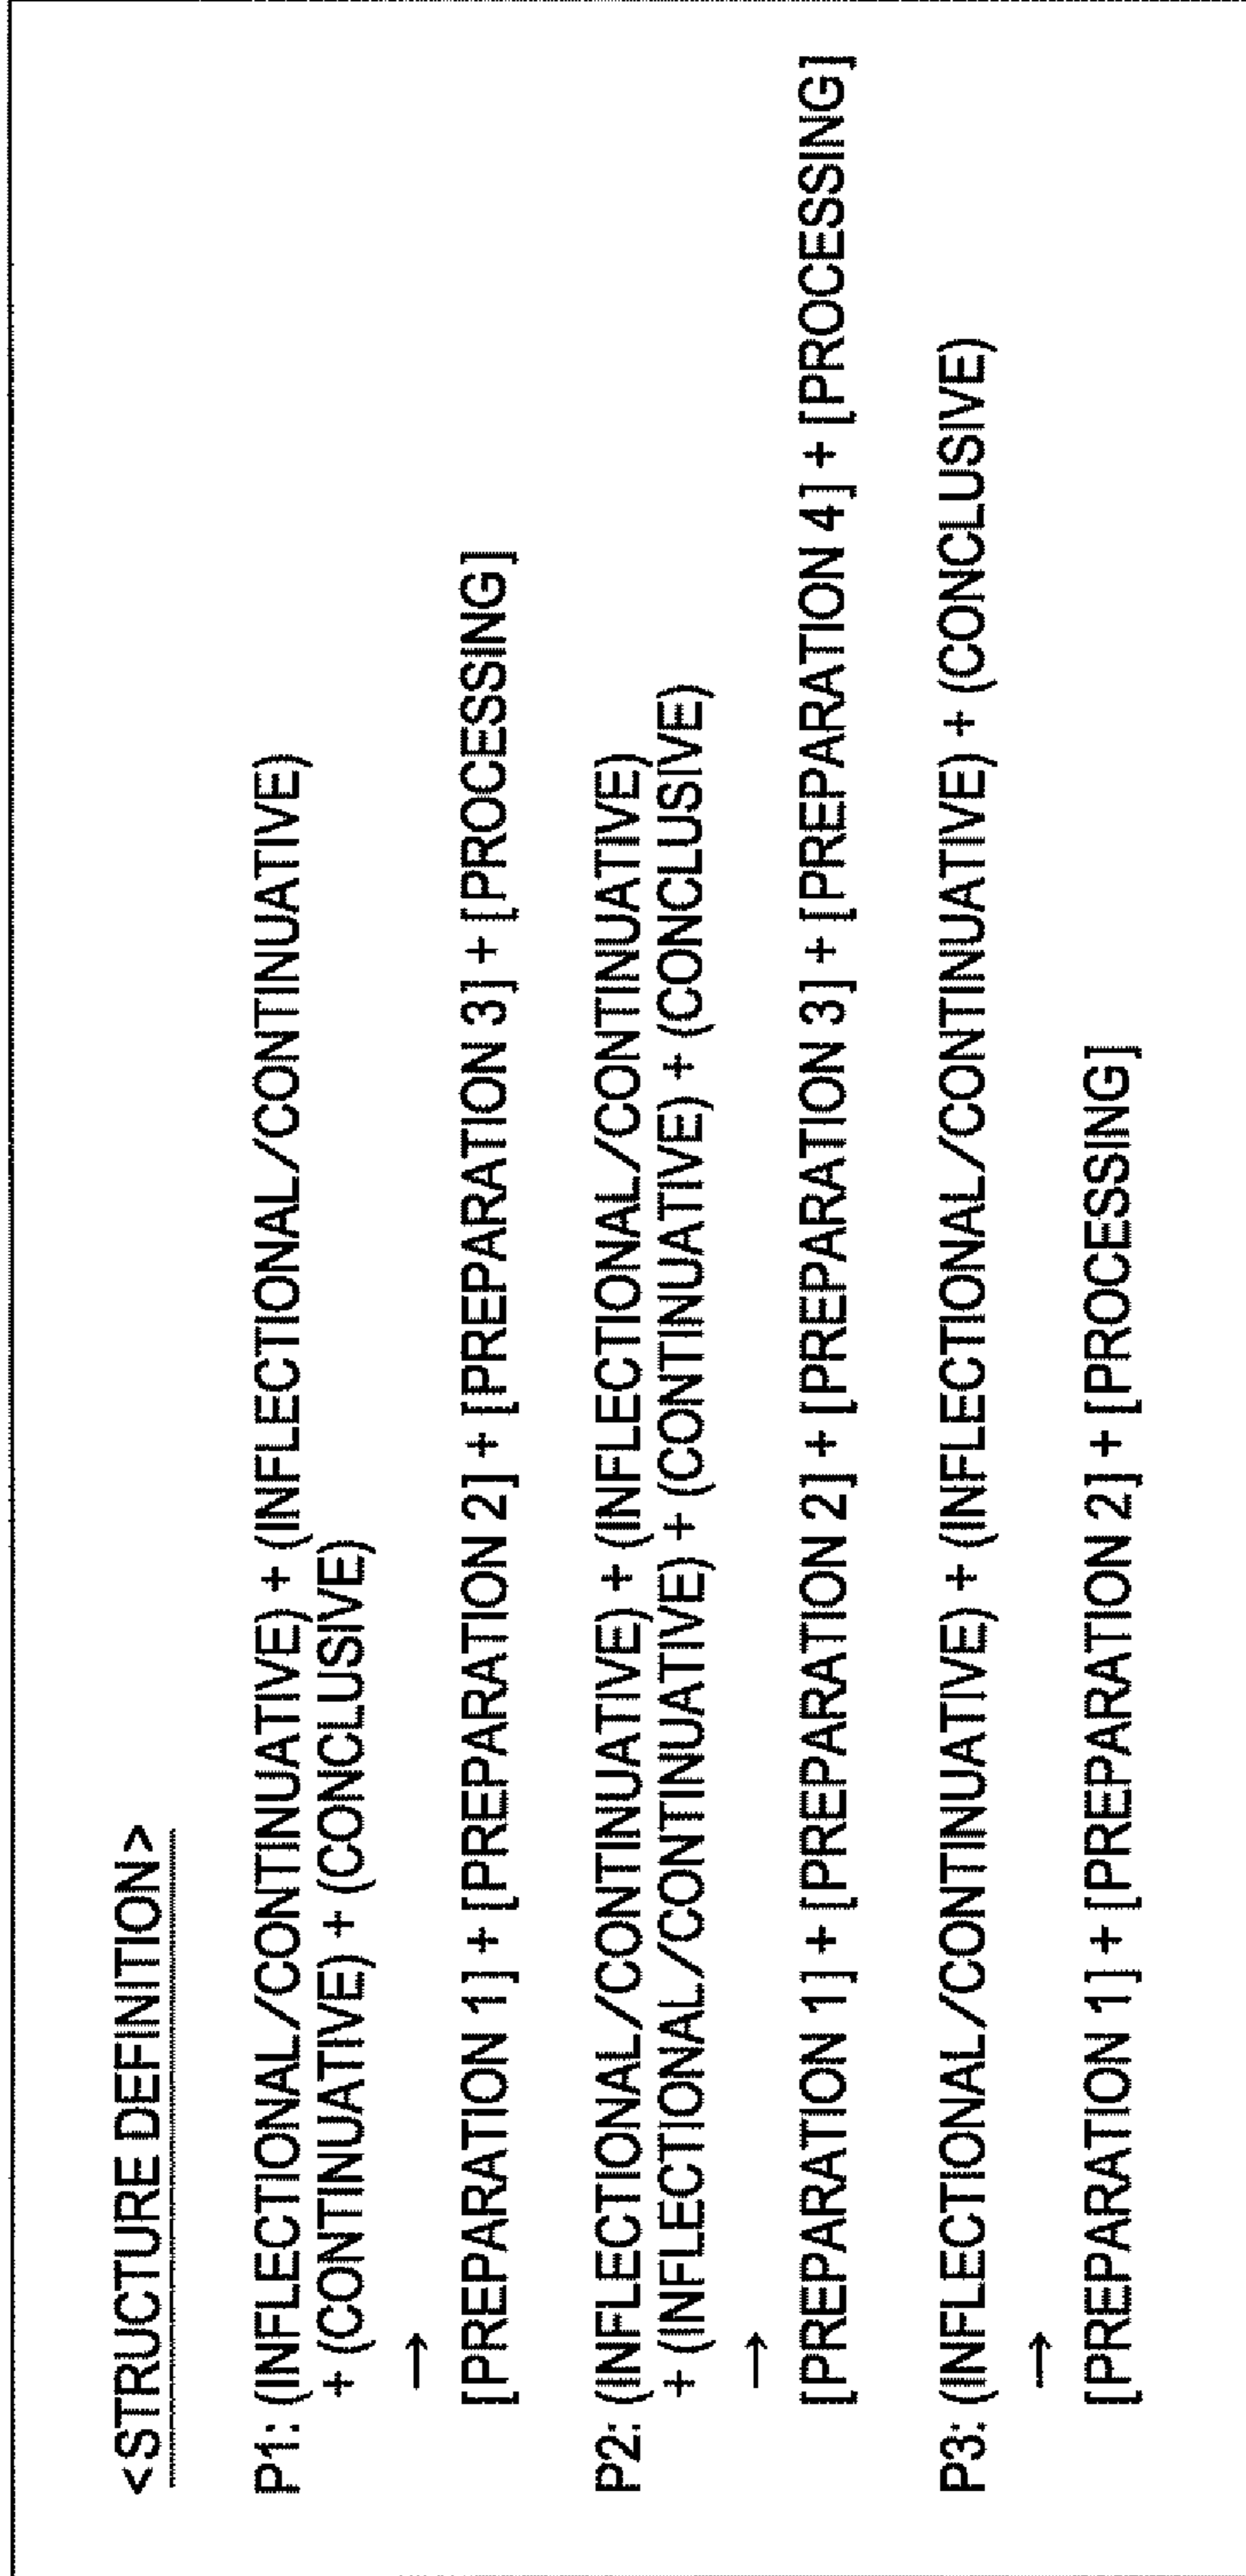 <STRUCTURE DEFINITION>
P1: (INFLECTIONAL/CONTINUATIVE) + (INFLECTIONAL/CONTINUATIVE)
+ (CONTINUATIVE) + (CONCLUSIVE)
→
[PREPARATION 1] + [PREPARATION 2] + [PREPARATION 3] + [PROCESSING]
P2: (INFLECTIONAL/CONTINUATIVE) + (INFLECTIONAL/CONTINUATIVE)
+ (INFLECTIONAL/CONTINUATIVE) + (CONTINUATIVE) + (CONCLUSIVE)
→
[PREPARATION 1] + [PREPARATION 2] + [PREPARATION 3] + [PREPARATION 4] + [PROCESSING]
P3: (INFLECTIONAL/CONTINUATIVE) + (INFLECTIONAL/CONTINUATIVE) + (CONCLUSIVE)
→
[PREPARATION 1] + [PREPARATION 2] + [PROCESSING]